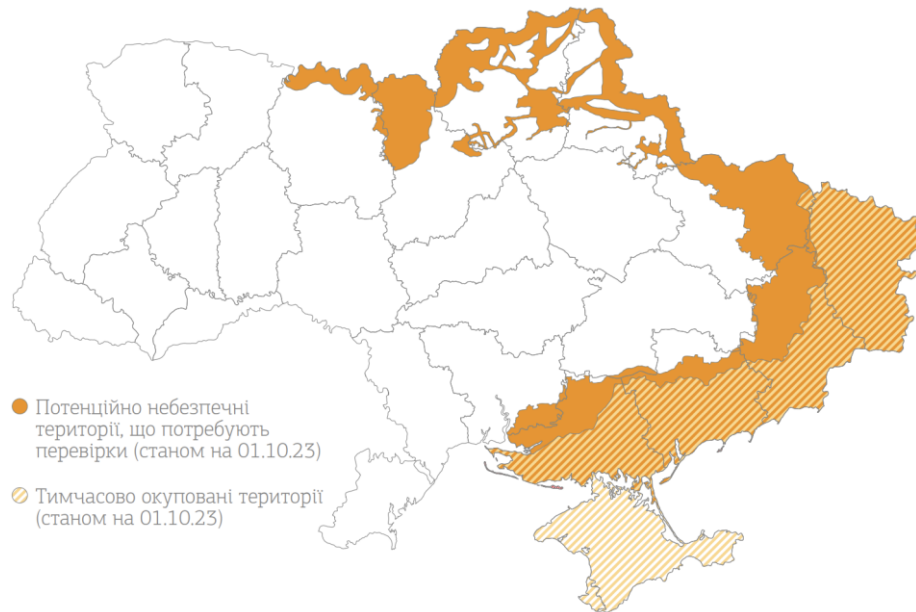 Потенційно небезпечні
території, що потребують
перевірки (станом на 01.10.23)
Тимчасово окуповані території
(станом на 01.10.23)